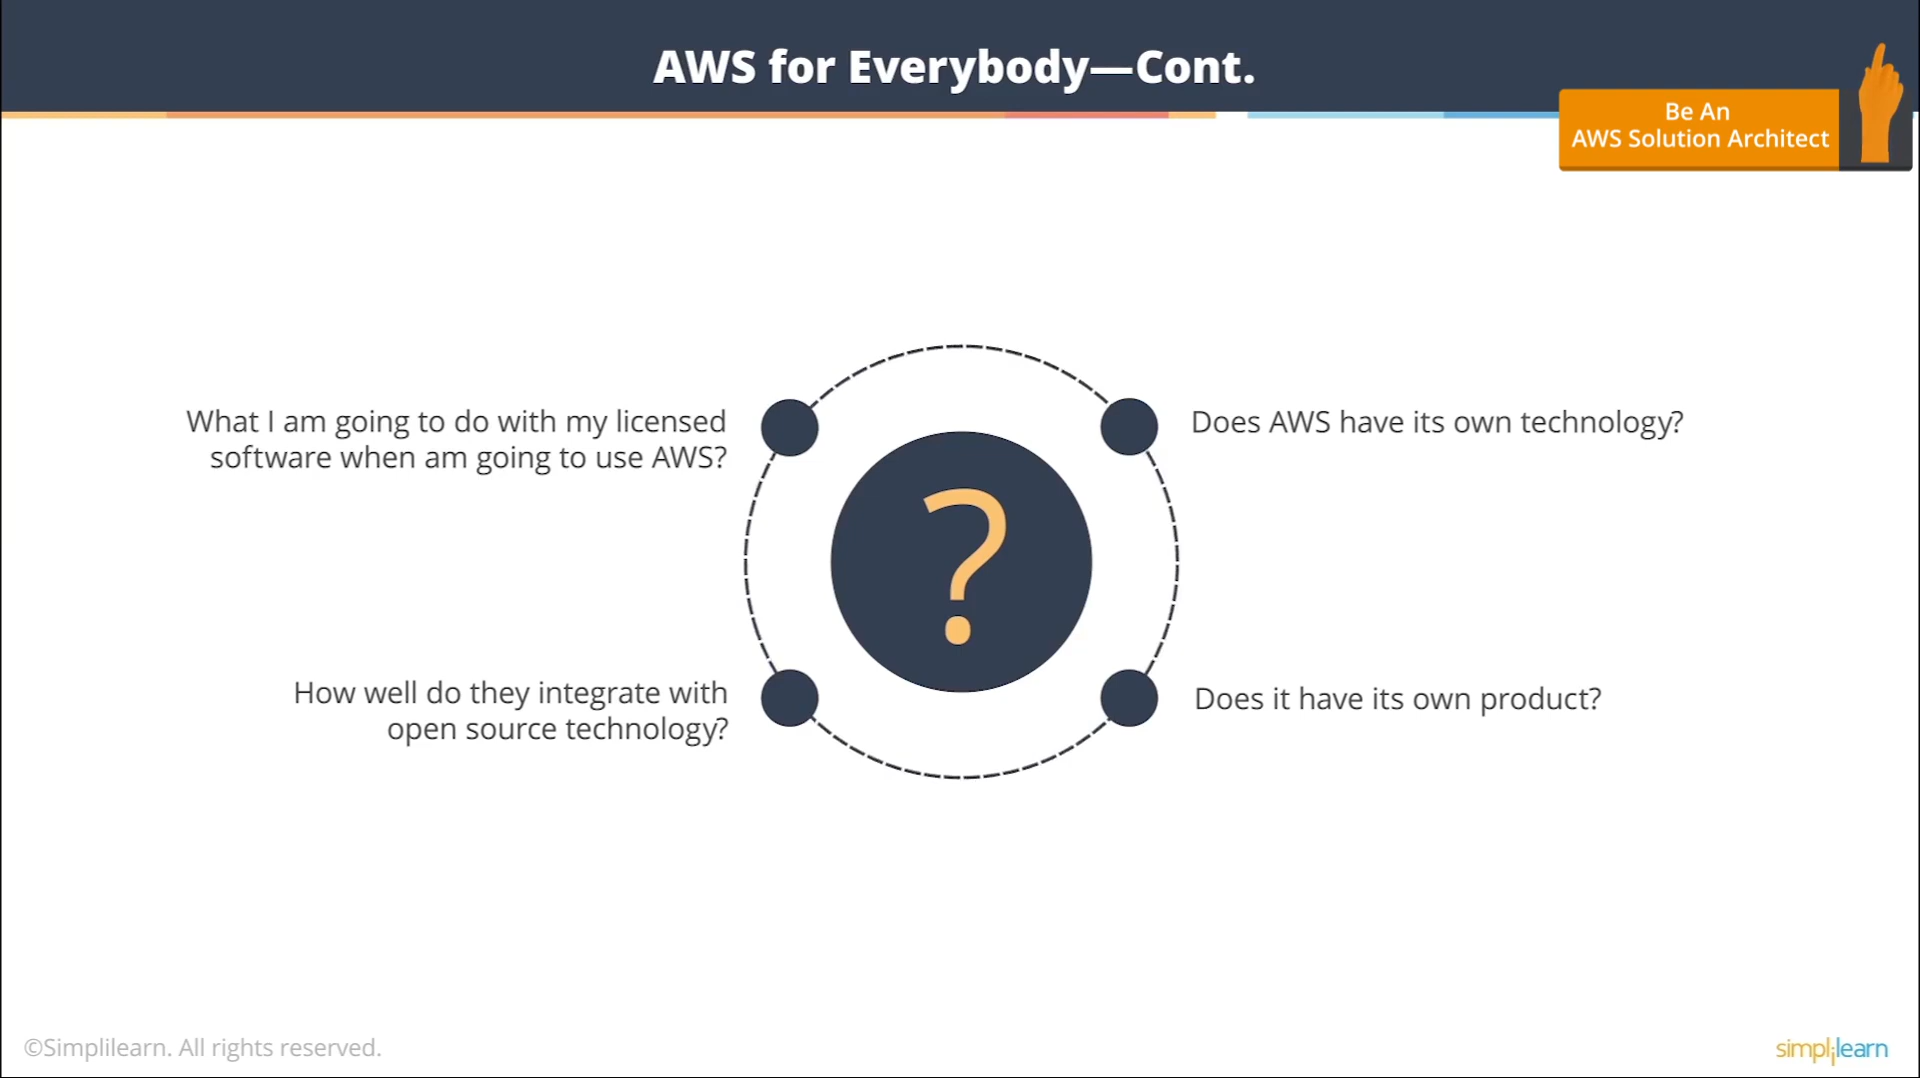 AWS for Everybody—Cont.
Be An
AWS Solution Architect
What I am going to do with my licensed
software when am going to use AWS?
Does AWS have its own technology?
?
How well do they integrate with
open source technology?
Does it have its own product?
©Simplilearn. All rights reserved.
simplilearn